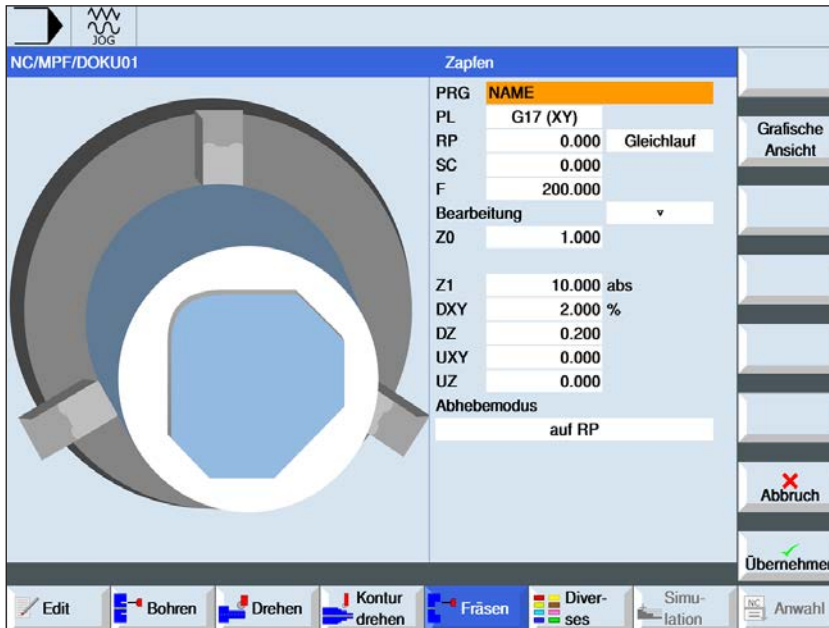 JOG
NC/MPF/DOKU01
Zapfen
PRG NAME
PL G17 (XY)
RP 0.000 Gleichlauf
SC 0.000
F 200.000
Bearbeitung ▿
Z0 1.000
Z1 10.000 abs
DXY 2.000 %
DZ 0.200
UXY 0.000
UZ 0.000
Abhebemodus
auf RP
Grafische
Ansicht
Abbruch
Übernehmen
Edit
Bohren
Drehen
Kontur
drehen
Fräsen
Diver-
ses
Simu-
lation
NC
Anwahl